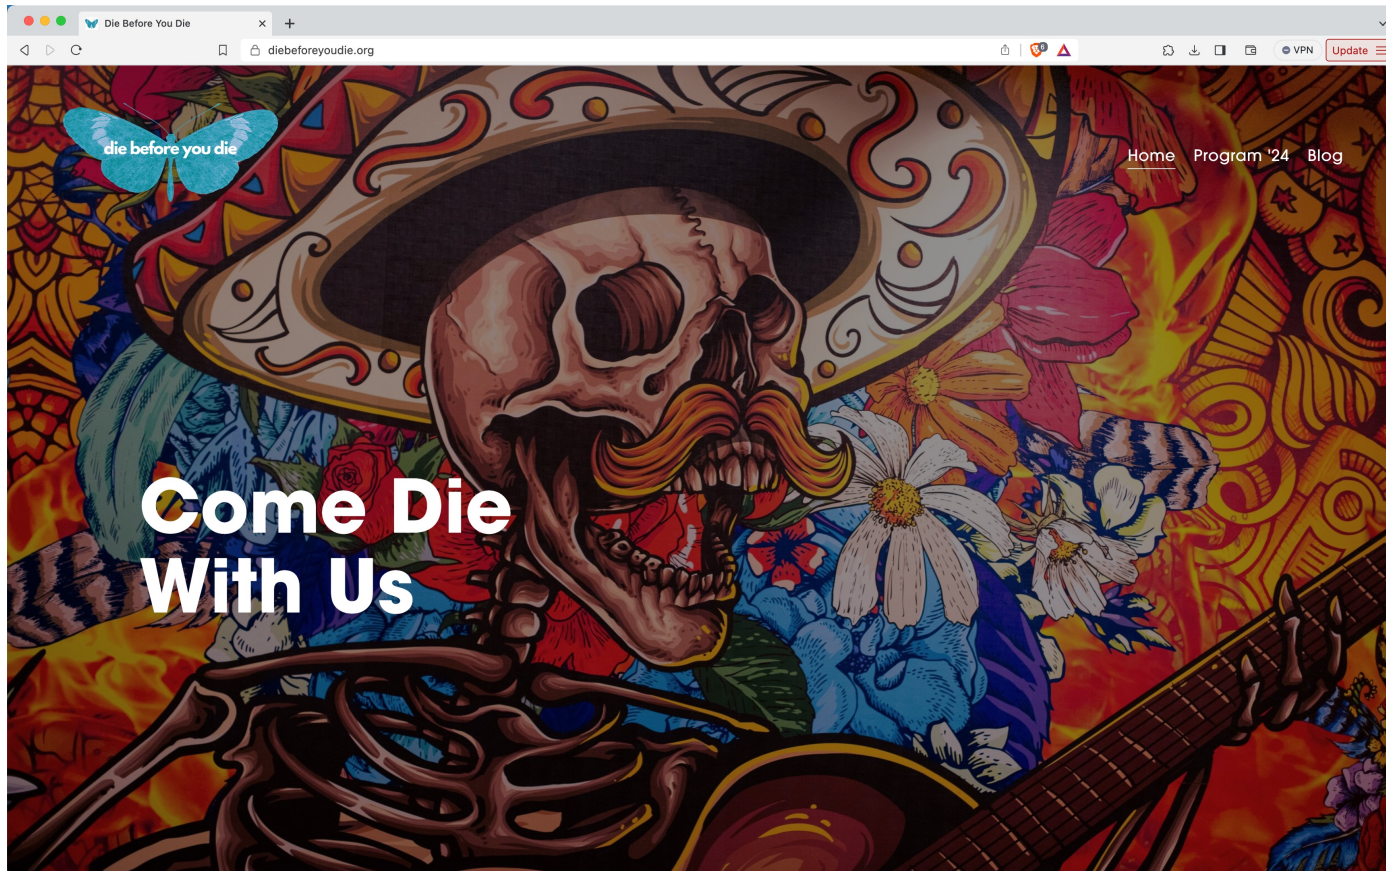 Die Before You Die
diebeforeyoudie.org
6
VPN
Update
die before you die
Home
Program '24
Blog
Come Die
With Us